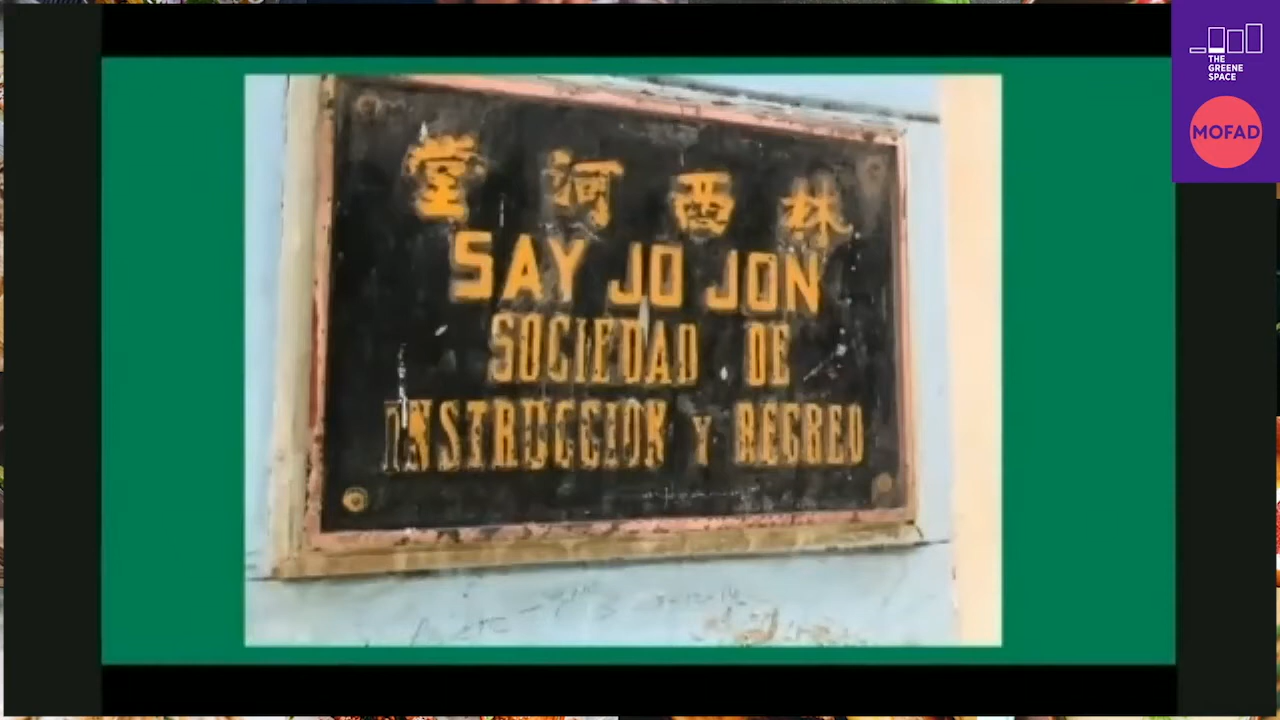 林西河堂
SAY JO JON
SOCIEDAD DE
INSTRUCCION Y RECREO
THE
GREENE
SPACE
MOFAD